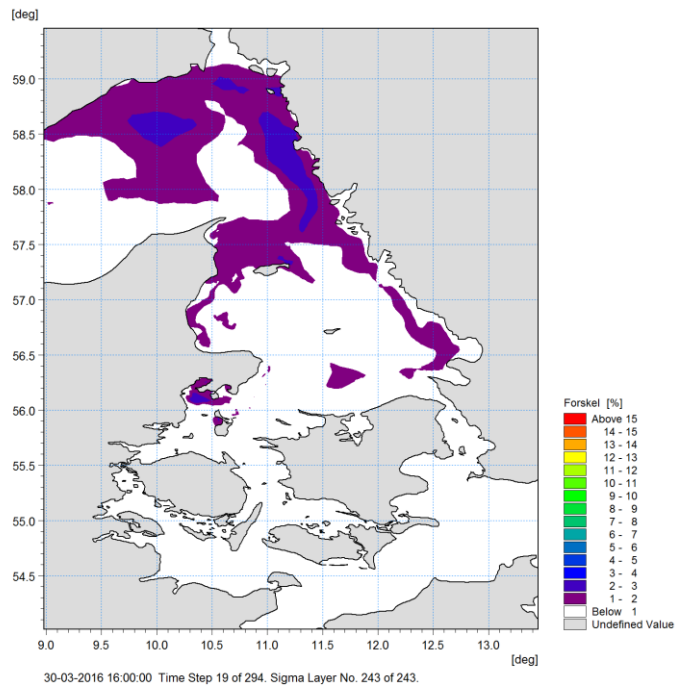 [deg]
59.0
58.5
58.0
57.5
57.0
56.5
56.0
55.5
55.0
54.5
9.0 9.5 10.0 10.5 11.0 11.5 12.0 12.5 13.0
[deg]
Forskel [%]
Above 15
14 - 15
13 - 14
12 - 13
11 - 12
10 - 11
9 - 10
8 - 9
7 - 8
6 - 7
5 - 6
4 - 5
3 - 4
2 - 3
1 - 2
Below 1
Undefined Value
30-03-2016 16:00:00 Time Step 19 of 294. Sigma Layer No. 243 of 243.